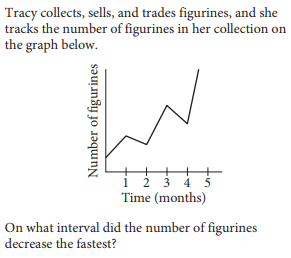 Tracy collects, sells, and trades figurines, and she
tracks the number of figurines in her collection on
the graph below.
Number of figurines
1 2 3 4 5
Time (months)
On what interval did the number of figurines
decrease the fastest?